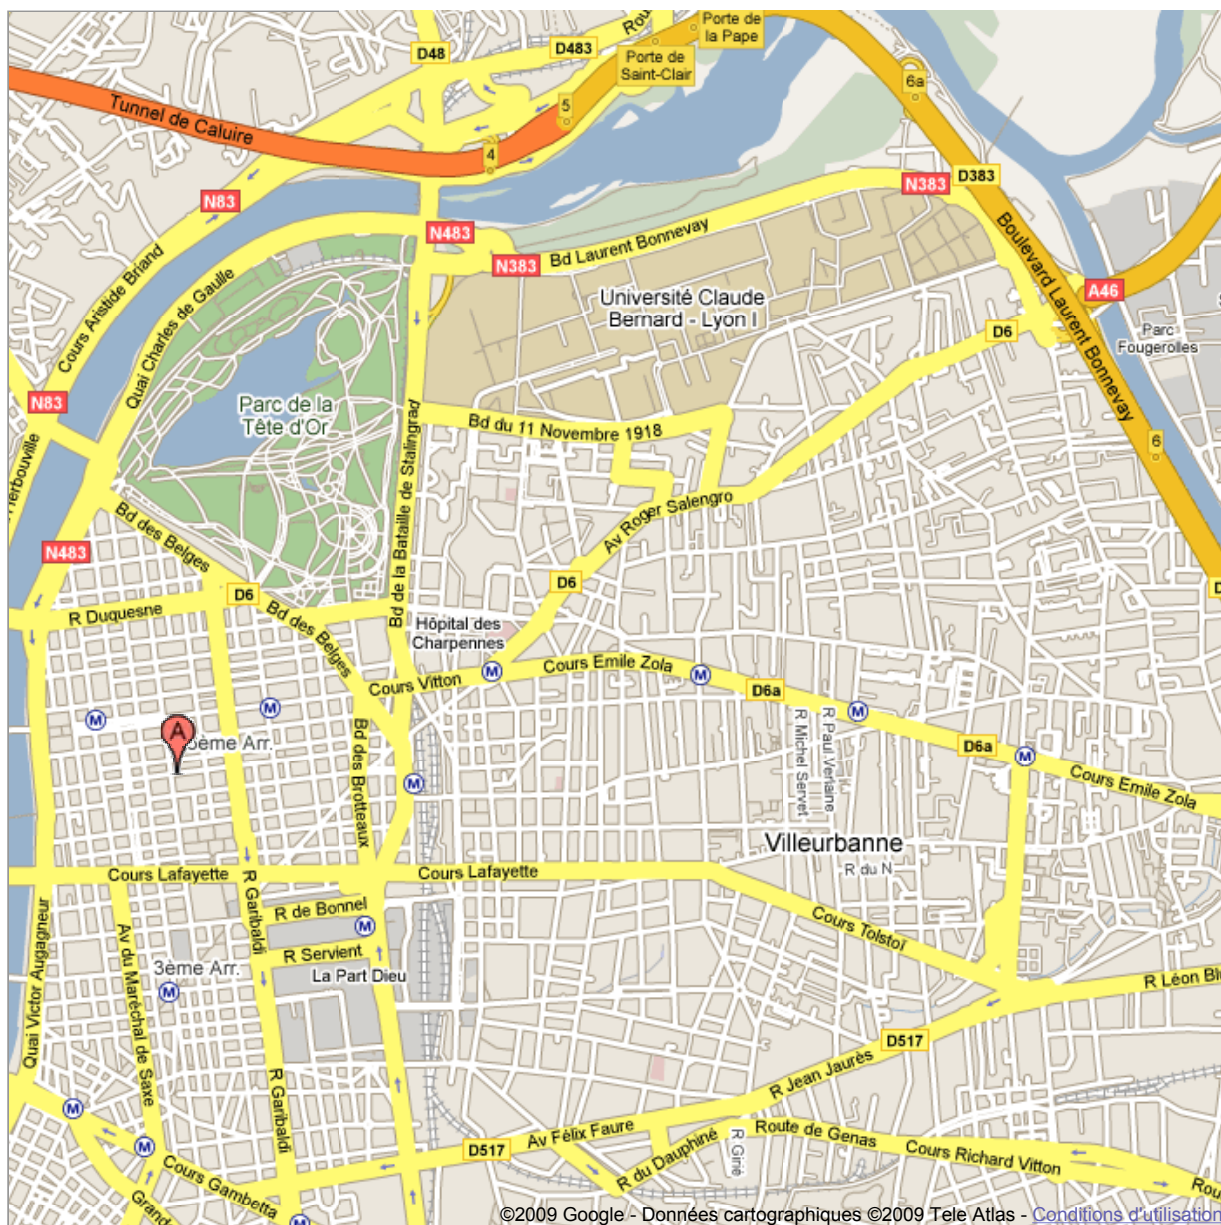 Porte de
la Pape
Rou
D48
D483
Porte de
Saint-Clair
6a
5
Tunnel de Caluire
4
D383
N383
N83
N483
Boulevard Laurent Bonnevay
Bd Laurent Bonnevay
N383
A46
Cours Aristide Briand
Quai Charles de Gaulle
Université Claude
Bernard - Lyon I
D6
Parc
Fougerolles
N83
Parc de la
Tête d'Or
Bd du 11 Novembre 1918
6
Herbouville
Bd de la Bataille de Stalingrad
Av Roger Salengro
Bd des Belges
N483
D6
D6
R Duquesne
Bd des Belges
Hôpital des
Charpennes
M
Cours Emile Zola
M
Cours Vitton
D6a
M
M
M
R Michel Servet
R Paul Verlaine
A
6ème Arr.
Bd des Brotteaux
D6a
M
M
Cours Emile Zola
Villeurbanne
R du N
Cours Lafayette
Cours Lafayette
R Garibaldi
R de Bonnel
M
Cours Tolstoï
Quai Victor Augagneur
Av du Maréchal de Saxe
R Servient
3ème Arr.
La Part Dieu
M
R Léon Blu
D517
R Jean Jaurès
R Garibaldi
M
M
Av Félix Faure
D517
R du Dauphiné
R Girié
Route de Genas
Cours Richard Vitton
Cours Gambetta
Rou
Grand
M
©2009 Google - Données cartographiques ©2009 Tele Atlas - Conditions d'utilisation